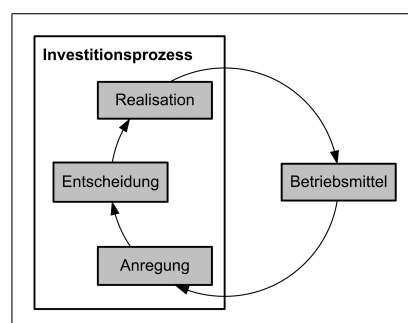 Investitionsprozess
Realisation
Entscheidung
Betriebsmittel
Anregung